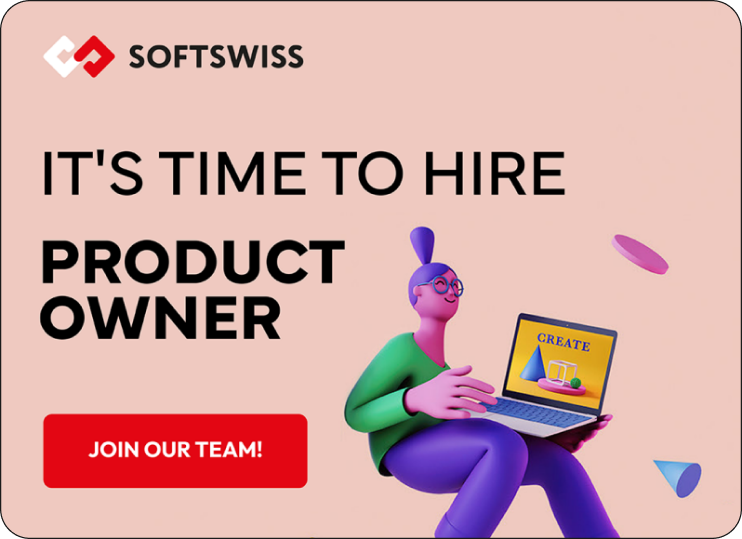 SOFTSWISS
IT'S TIME TO HIRE
PRODUCT
OWNER
CREATE
JOIN OUR TEAM!